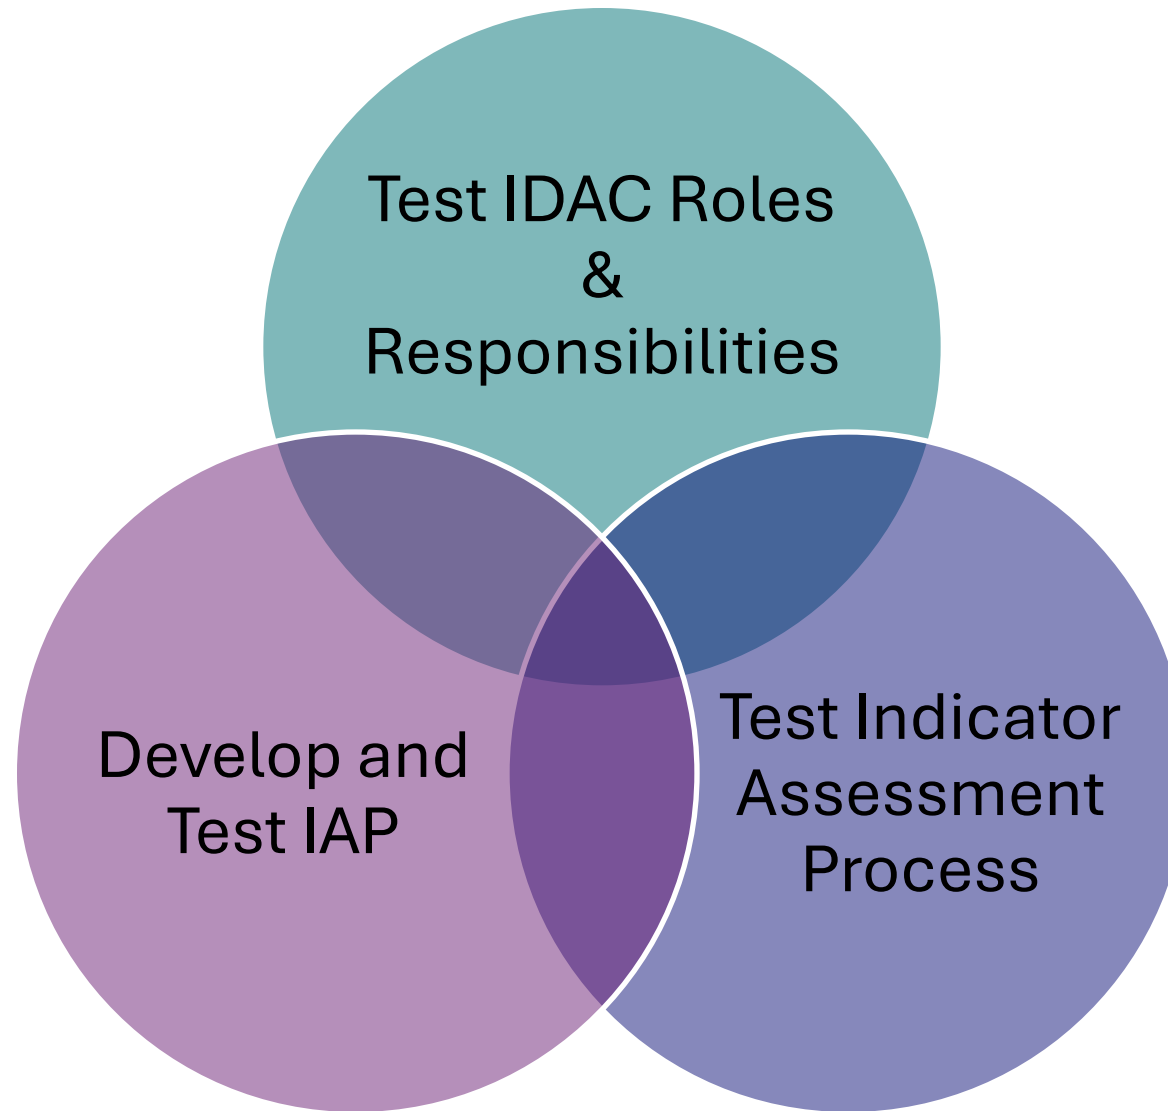 Test IDAC Roles
&
Responsibilities
Develop and
Test IAP
Test Indicator
Assessment
Process